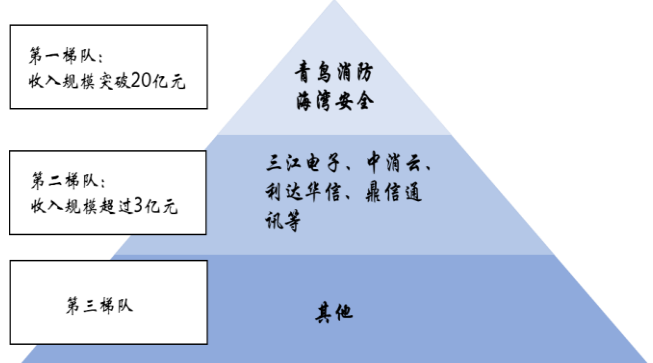 第一梯队：
收入规模突破20亿元
青鸟消防
海湾安全
第二梯队：
收入规模超过3亿元
三江电子、中消云、
利达华信、鼎信通
讯等
第三梯队
其他